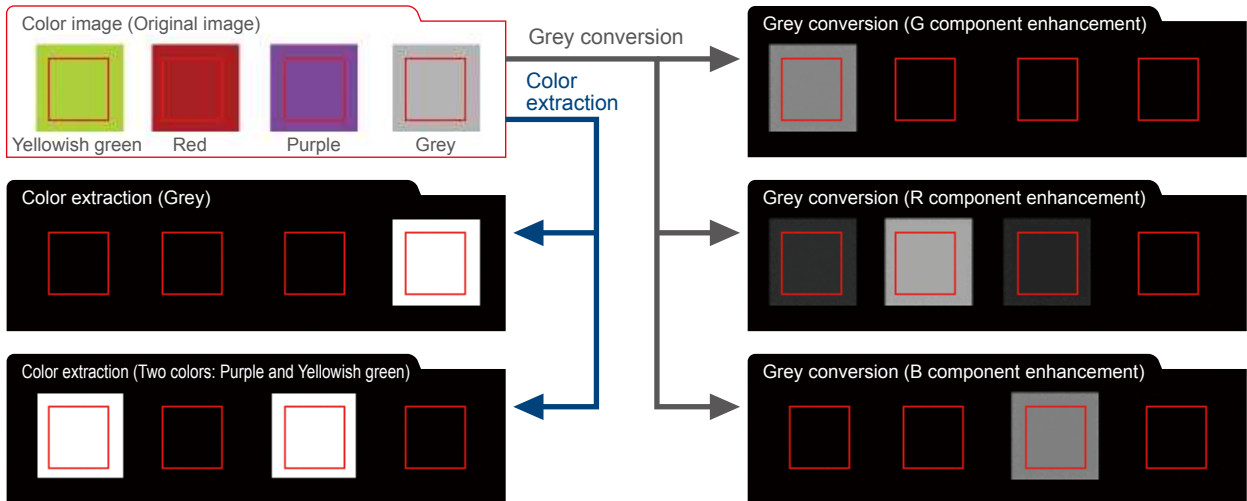 Color image (Original image)
Yellowish green
Red
Purple
Grey
Grey conversion
Color
extraction
Grey conversion (G component enhancement)
Color extraction (Grey)
Grey conversion (R component enhancement)
Color extraction (Two colors: Purple and Yellowish green)
Grey conversion (B component enhancement)